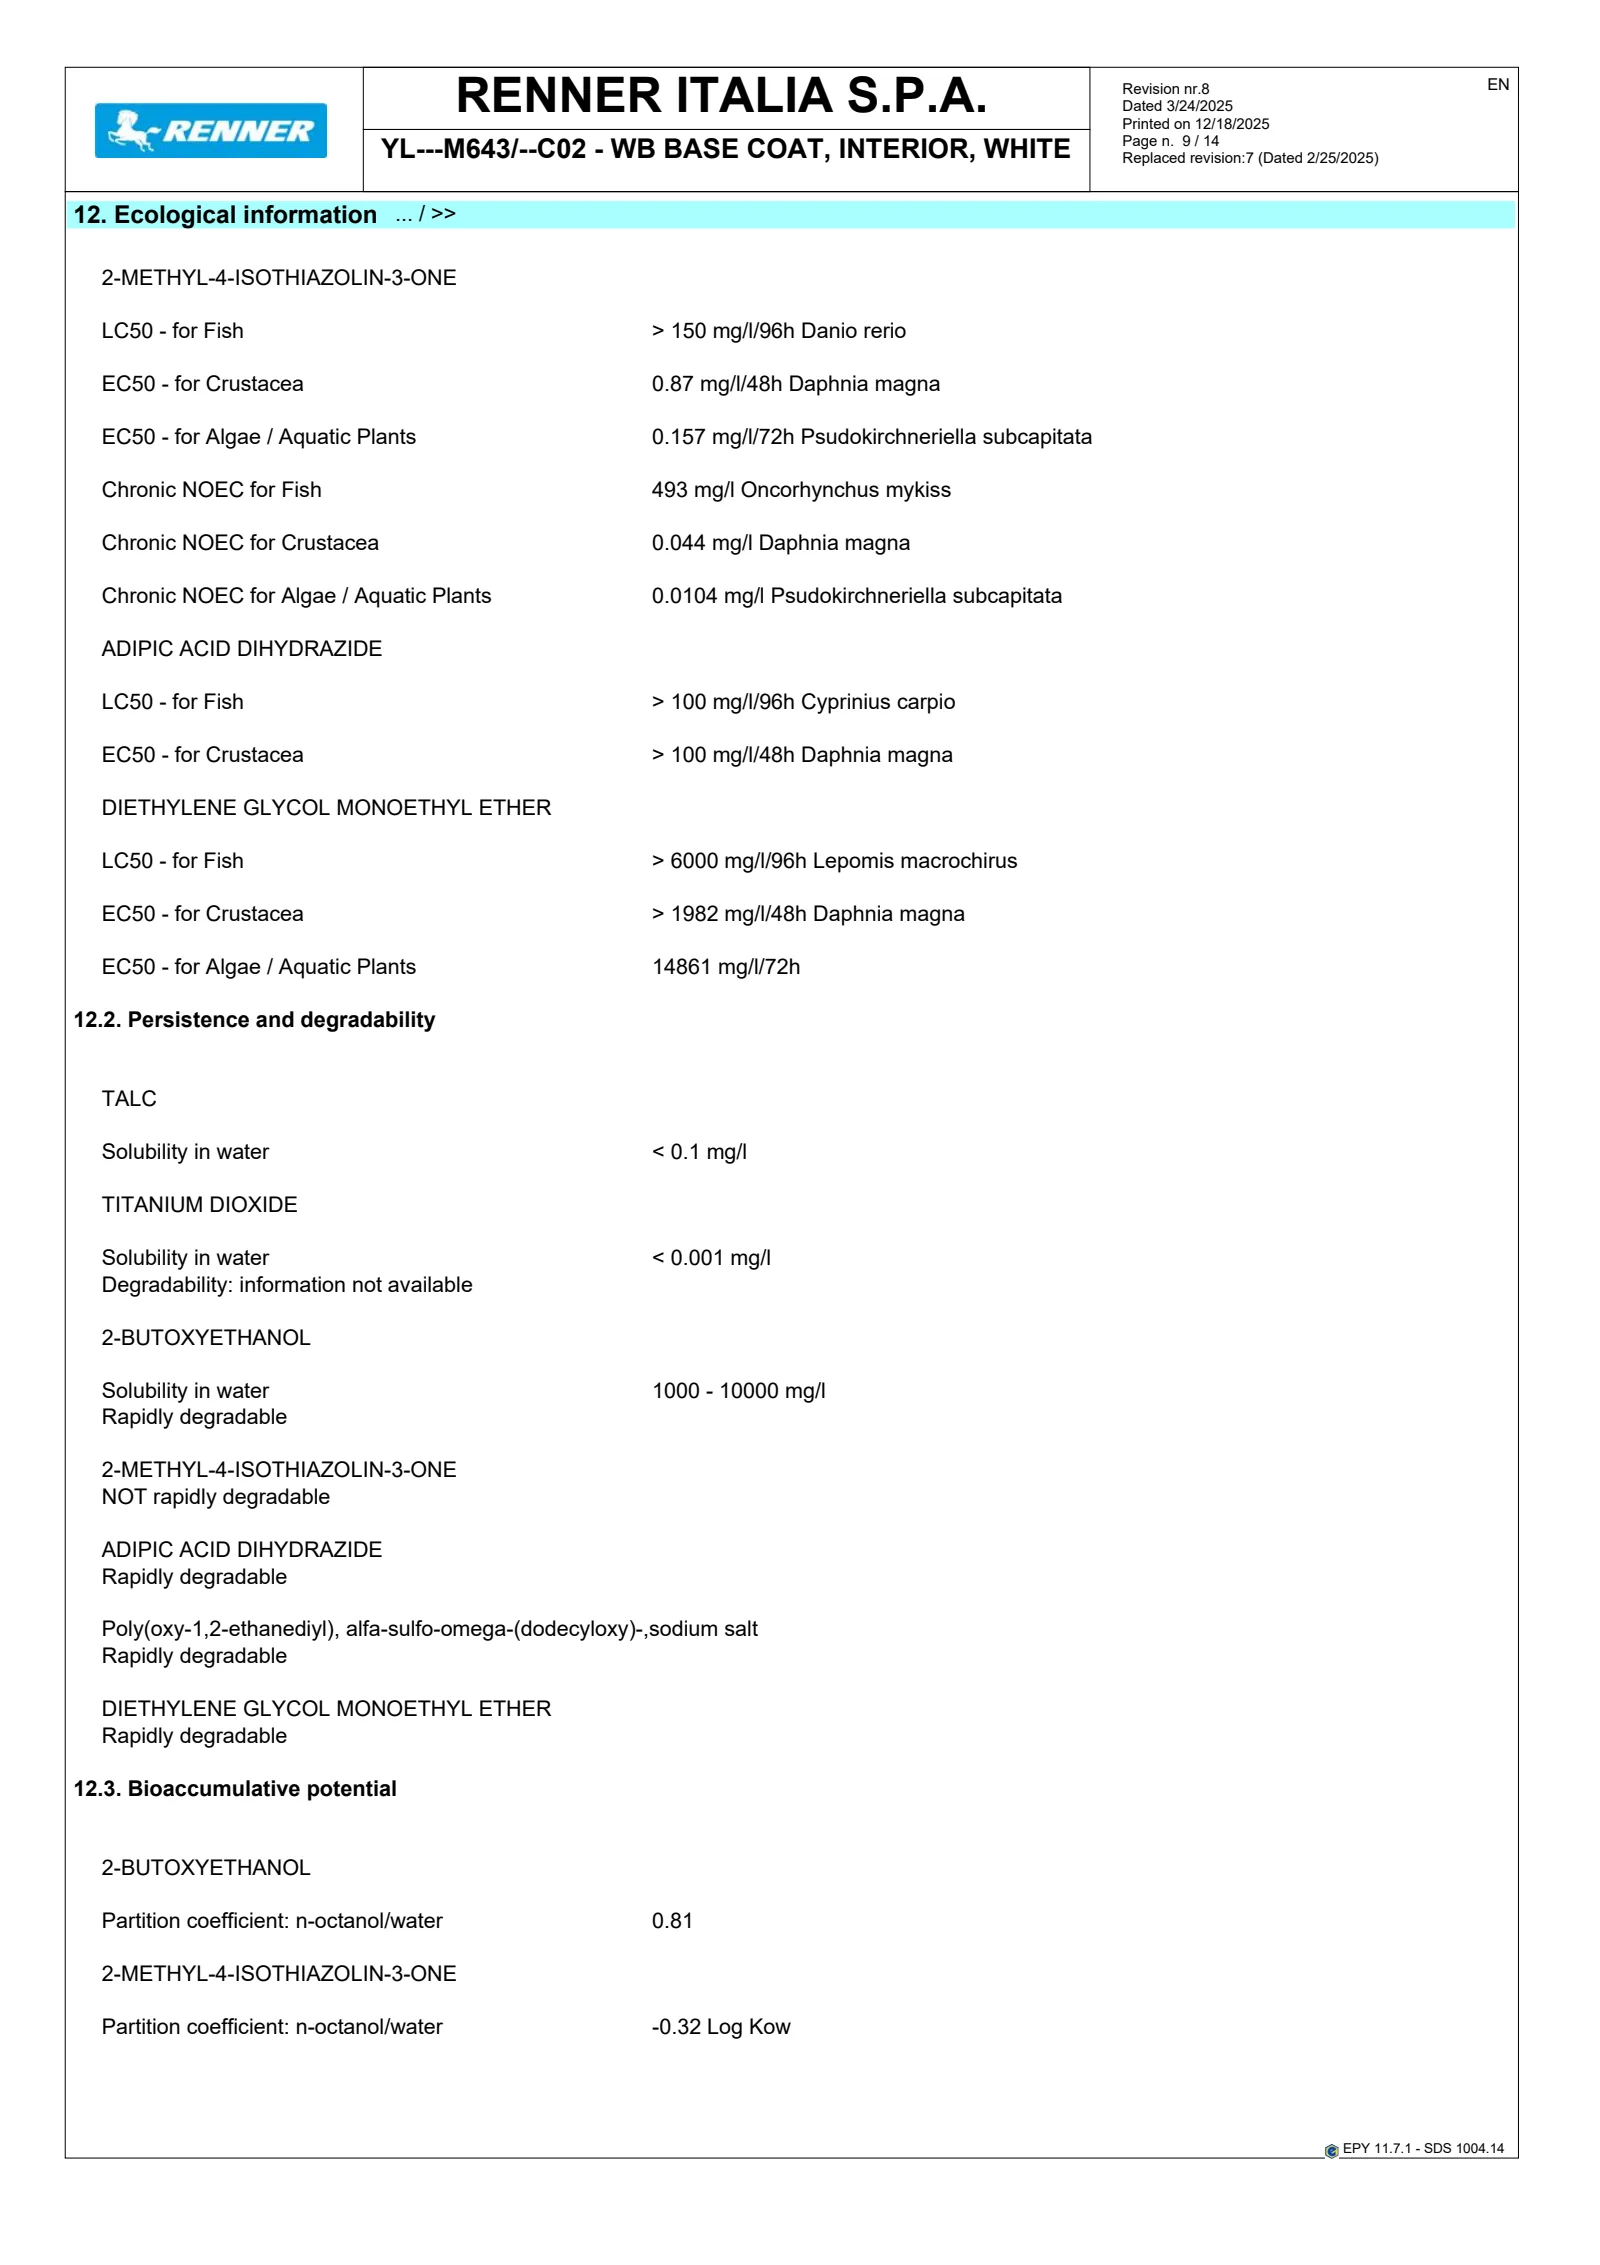 RENNER
RENNER ITALIA S.P.A.
YL---M643/--C02 - WB BASE COAT, INTERIOR, WHITE
Revision nr.8
Dated 3/24/2025
Printed on 12/18/2025
Page n. 9 / 14
Replaced revision:7 (Dated 2/25/2025)
EN
12. Ecological information ... / >>
2-METHYL-4-ISOTHIAZOLIN-3-ONE
LC50 - for Fish > 150 mg/l/96h Danio rerio
EC50 - for Crustacea 0.87 mg/l/48h Daphnia magna
EC50 - for Algae / Aquatic Plants 0.157 mg/l/72h Psudokirchneriella subcapitata
Chronic NOEC for Fish 493 mg/l Oncorhynchus mykiss
Chronic NOEC for Crustacea 0.044 mg/l Daphnia magna
Chronic NOEC for Algae / Aquatic Plants 0.0104 mg/l Psudokirchneriella subcapitata
ADIPIC ACID DIHYDRAZIDE
LC50 - for Fish > 100 mg/l/96h Cyprinius carpio
EC50 - for Crustacea > 100 mg/l/48h Daphnia magna
DIETHYLENE GLYCOL MONOETHYL ETHER
LC50 - for Fish > 6000 mg/l/96h Lepomis macrochirus
EC50 - for Crustacea > 1982 mg/l/48h Daphnia magna
EC50 - for Algae / Aquatic Plants 14861 mg/l/72h
12.2. Persistence and degradability
TALC
Solubility in water < 0.1 mg/l
TITANIUM DIOXIDE
Solubility in water < 0.001 mg/l
Degradability: information not available
2-BUTOXYETHANOL
Solubility in water 1000 - 10000 mg/l
Rapidly degradable
2-METHYL-4-ISOTHIAZOLIN-3-ONE
NOT rapidly degradable
ADIPIC ACID DIHYDRAZIDE
Rapidly degradable
Poly(oxy-1,2-ethanediyl), alfa-sulfo-omega-(dodecyloxy)-,sodium salt
Rapidly degradable
DIETHYLENE GLYCOL MONOETHYL ETHER
Rapidly degradable
12.3. Bioaccumulative potential
2-BUTOXYETHANOL
Partition coefficient: n-octanol/water 0.81
2-METHYL-4-ISOTHIAZOLIN-3-ONE
Partition coefficient: n-octanol/water -0.32 Log Kow
EPY 11.7.1 - SDS 1004.14